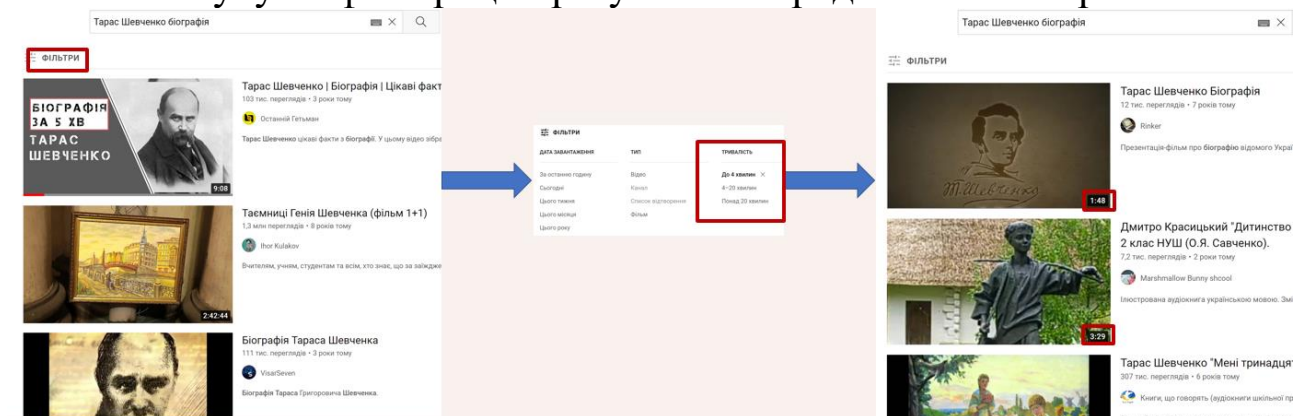 Тарас Шевченко біографія
ФІЛЬТРИ
БІОГРАФІЯ
ЗА 5 ХВ
ТАРАС
ШЕВЧЕНКО
9:08
Тарас Шевченко | Біографія | Цікаві факт
103 тис. переглядів • 3 роки тому
Останній Гетьман
Тарас Шевченко цікаві факти з біографії. У цьому відео зібра
2:42:44
Таємниці Генія Шевченка (фільм 1+1)
1,3 млн переглядів • 8 років тому
Ihor Kulakov
Вчителям, учням, студентам та всім, хто знає, що за заїжdже
Біографія Тараса Шевченка
111 тис. переглядів • 3 роки тому
VisarSeven
Біографія Тараса Григоровича Шевченка.
ФІЛЬТРИ
ДАТА ЗАВАНТАЖЕННЯ
ТИП
ТРИВАЛІСТЬ
За останню годину
Відео
До 4 хвилин ×
Сьогодні
Канал
4–20 хвилин
Цього тижня
Список відтворення
Понад 20 хвилин
Цього місяця
Фільм
Цього року
Тарас Шевченко біографія
ФІЛЬТРИ
Т.Шевченко
1:48
Тарас Шевченко Біографія
12 тис. переглядів • 7 років тому
Rinker
Презентація-фільм про біографію відомого Украї
3:29
Дмитро Красицький "Дитинство
2 клас НУШ (О.Я. Савченко).
7,2 тис. переглядів • 2 роки тому
Marshmallow Bunny shcool
Ілюстрована аудіокнига українською мовою. Змі
Тарас Шевченко "Мені тринадця
307 тис. переглядів • 6 років тому
Книги, що говорять (аудіокниги шкільної пр